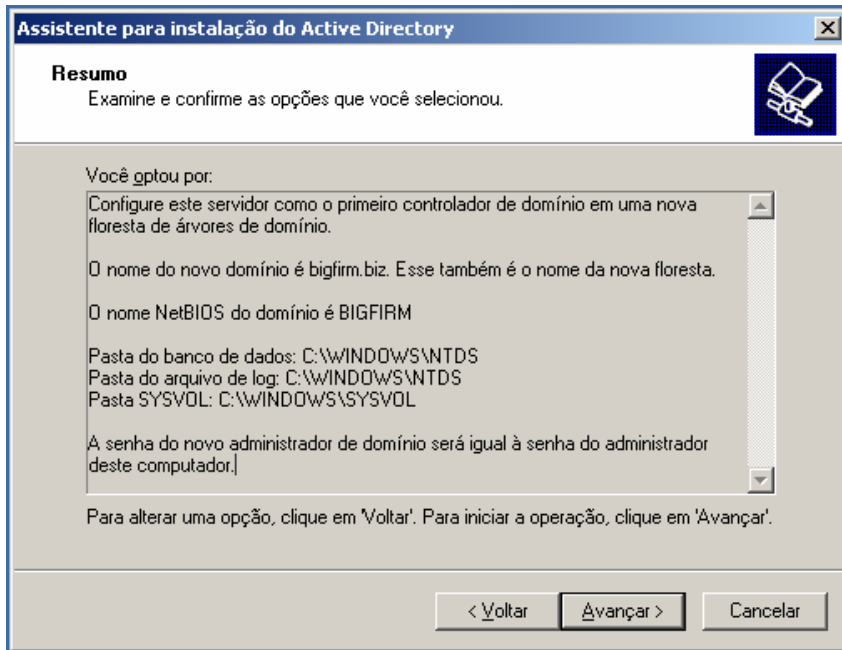 Assistente para instalação do Active Directory
Resumo
Examine e confirme as opções que você selecionou.
Você optou por:
Configure este servidor como o primeiro controlador de domínio em uma nova
floresta de árvores de domínio.
O nome do novo domínio é bigfirm.biz. Esse também é o nome da nova floresta.
O nome NetBIOS do domínio é BIGFIRM
Pasta do banco de dados: C:\WINDOWS\NTDS
Pasta do arquivo de log: C:\WINDOWS\NTDS
Pasta SYSVOL: C:\WINDOWS\SYSVOL
A senha do novo administrador de domínio será igual à senha do administrador
deste computador.
Para alterar uma opção, clique em 'Voltar'. Para iniciar a operação, clique em 'Avançar'.
< Voltar Avançar > Cancelar